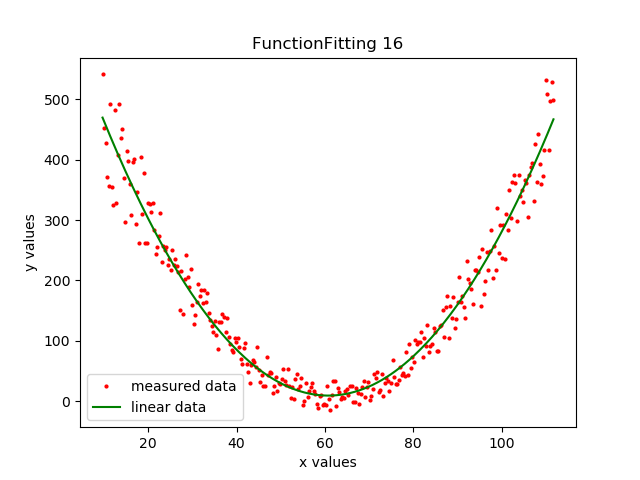 FunctionFitting 16
y values
500
400
300
200
100
0
measured data
linear data
20 40 60 80 100
x values